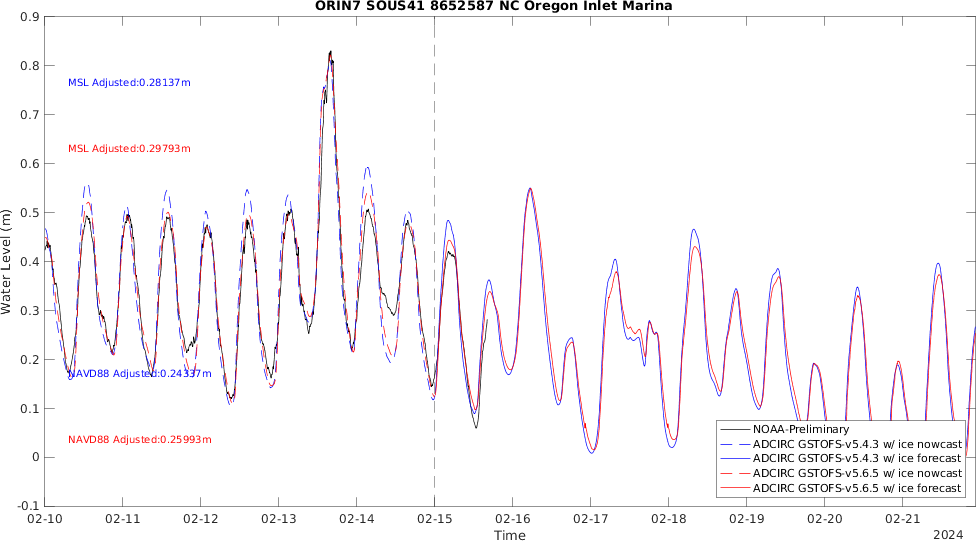 ORIN7 SOUS41 8652587 NC Oregon Inlet Marina
Water Level (m)
0.9
0.8
0.7
0.6
0.5
0.4
0.3
0.2
0.1
0
-0.1
MSL Adjusted:0.28137m
MSL Adjusted:0.29793m
NAVD88 Adjusted:0.24337m
NAVD88 Adjusted:0.25993m
NOAA-Preliminary
ADCIRC GSTOFS-v5.4.3 w/ ice nowcast
ADCIRC GSTOFS-v5.4.3 w/ ice forecast
ADCIRC GSTOFS-v5.6.5 w/ ice nowcast
ADCIRC GSTOFS-v5.6.5 w/ ice forecast
02-10 02-11 02-12 02-13 02-14 02-15 02-16 02-17 02-18 02-19 02-20 02-21
Time
2024